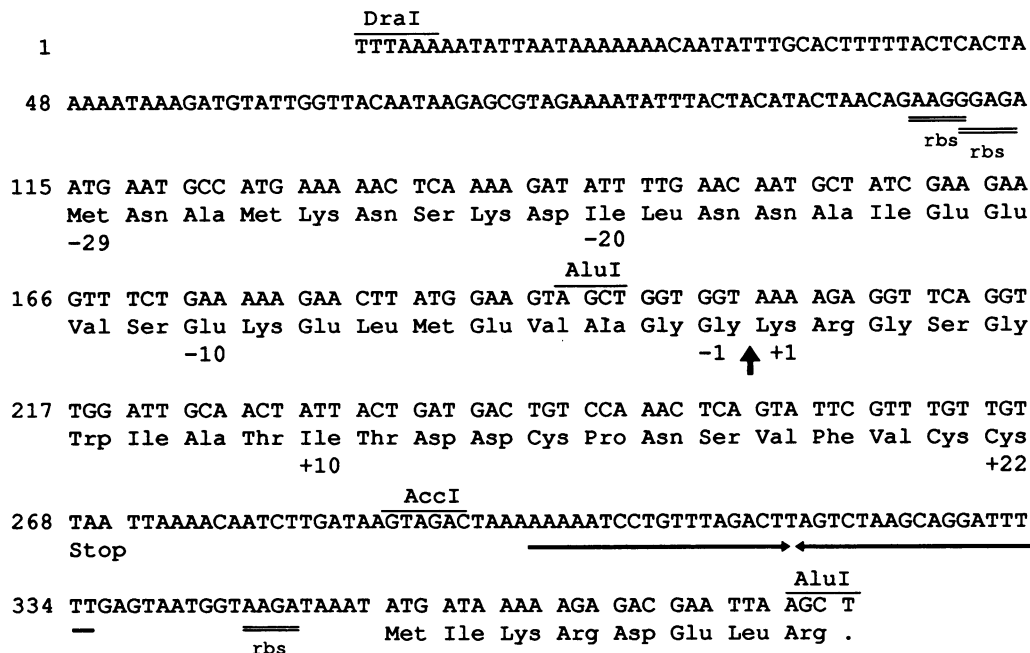 DraI
1 TTTAAAAATATTAATAAAAAAACAATATTTGCACTTTTTACTCACTA
48 AAAATAAAGATGTATTGGTTACAATAAGAGCGTAGAAAATATTTACTACATACTAACAGAAGGGAGA
rbs rbs
115 ATG AAT GCC ATG AAA AAC TCA AAA GAT ATT TTG AAC AAT GCT ATC GAA GAA
Met Asn Ala Met Lys Asn Ser Lys Asp Ile Leu Asn Asn Ala Ile Glu Glu
-29 -20
AluI
166 GTT TCT GAA AAA GAA CTT ATG GAA GTA AGCT GGT GGT AAA AGA GGT TCA GGT
Val Ser Glu Lys Glu Leu Met Glu Val Ala Gly Gly Lys Arg Gly Ser Gly
-10 -1 +1
217 TGG ATT GCA ACT ATT ACT GAT GAC TGT CCA AAC TCA GTA TTC GTT TGT TGT
Trp Ile Ala Thr Ile Thr Asp Asp Cys Pro Asn Ser Val Phe Val Cys Cys
+10 +22
AccI
268 TAA TTAAAACAATCTTGATAAGTAGACTAAAAAAAAATCCTGTTTAGACTTAGTCTAAGCAGGATTT
Stop
AluI
334 TTGAGTAATGGTAAGATAAAT ATG ATA AAA AGA GAC GAA TTA AGCT T
Met Ile Lys Arg Asp Glu Leu Arg .
rbs